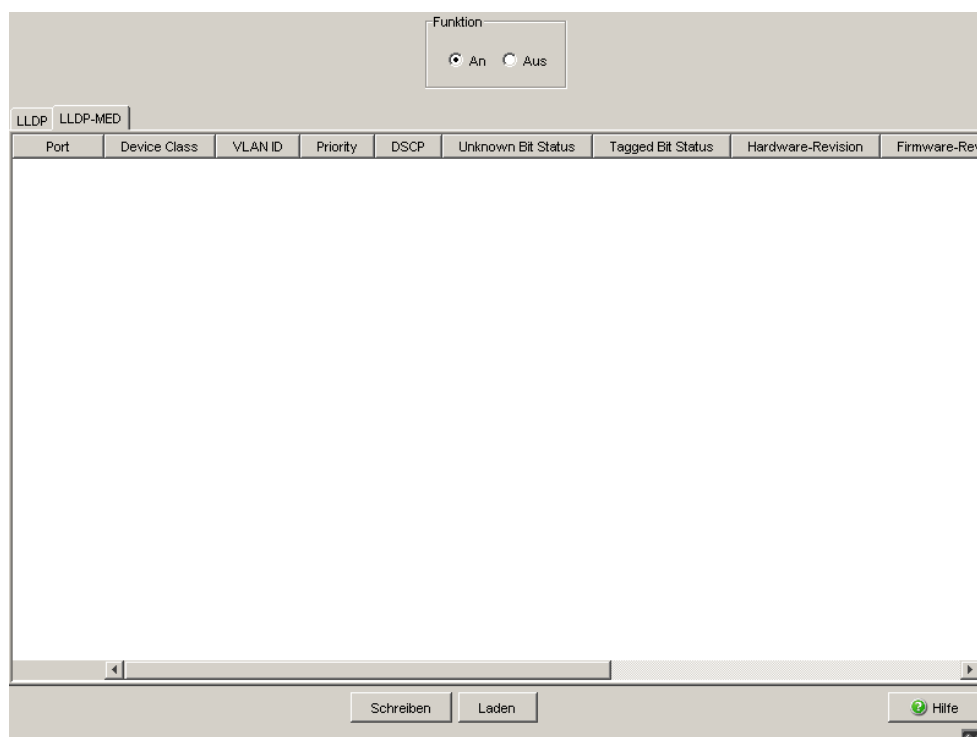 Funktion
An Aus
LLDP LLDP-MED
Port Device Class VLAN ID Priority DSCP Unknown Bit Status Tagged Bit Status Hardware-Revision Firmware-Rev
Schreiben Laden Hilfe